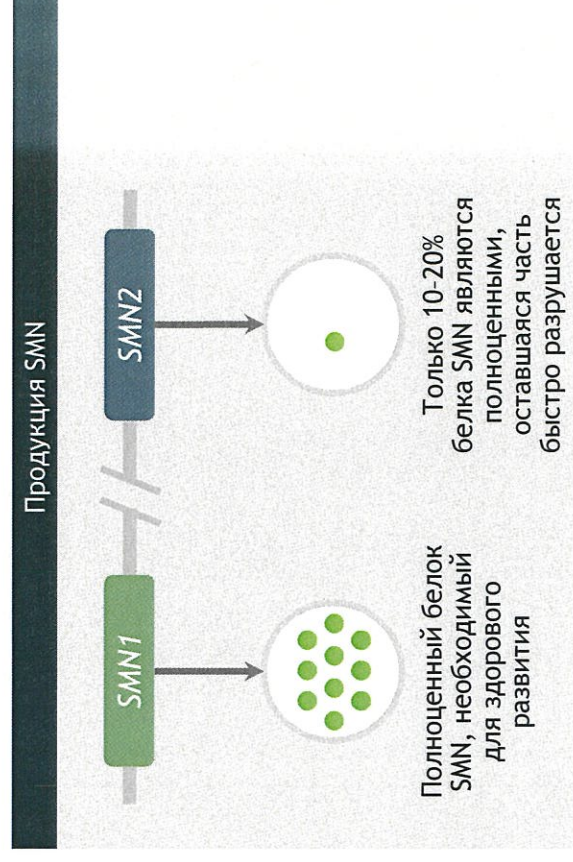 Продукция SMN
SMN1
SMN2
Полноценный белок
SMN, необходимый
для здорового
развития
Только 10-20%
белка SMN являются
полноценными,
оставшаяся часть
быстро разрушается